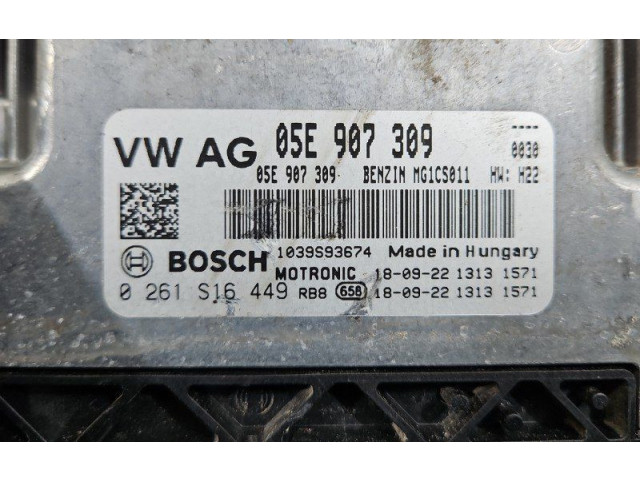 VW AG 05E 907 309 ----
0030
05E 907 309 BENZIN MG1CS011 HW: H22
1039S93674 Made in Hungary
BOSCH MOTRONIC 18-09-22 1313 1571
0 261 S16 449 RB8 658 18-09-22 1313 1571